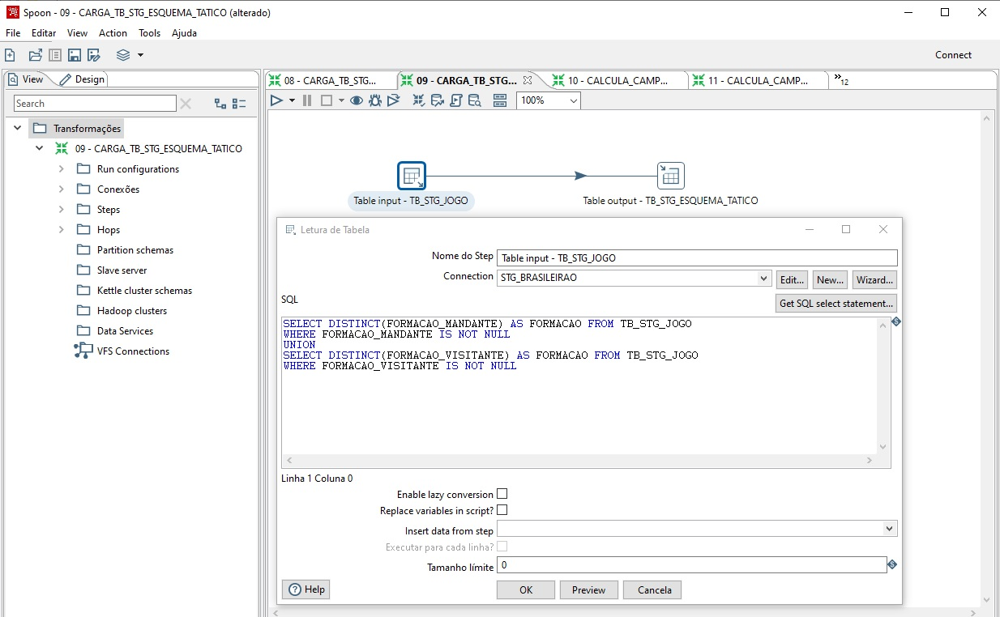 Spoon - 09 - CARGA_TB_STG_ESQUEMA_TATICO (alterado)
File Editar View Action Tools Ajuda
Connect
View Design
08 - CARGA_TB_STG... 09 - CARGA_TB_STG... 10 - CALCULA_CAMP... 11 - CALCULA_CAMP... 12
100%
Search
Transformações
09 - CARGA_TB_STG_ESQUEMA_TATICO
Run configurations
Conexões
Steps
Hops
Partition schemas
Slave server
Kettle cluster schemas
Hadoop clusters
Data Services
VFS Connections
Table input - TB_STG_JOGO
Table output - TB_STG_ESQUEMA_TATICO
Letura de Tabela
Nome do Step Table input - TB_STG_JOGO
Connection STG_BRASILEIRAO Edit... New... Wizard...
SQL
Get SQL select statement...
SELECT DISTINCT(FORMACAO_MANDANTE) AS FORMACAO FROM TB_STG_JOGO
WHERE FORMACAO_MANDANTE IS NOT NULL
UNION
SELECT DISTINCT(FORMACAO_VISITANTE) AS FORMACAO FROM TB_STG_JOGO
WHERE FORMACAO_VISITANTE IS NOT NULL
Linha 1 Coluna 0
Enable lazy conversion
Replace variables in script?
Insert data from step
Executar para cada linha?
Tamanho límite 0
Help OK Preview Cancela